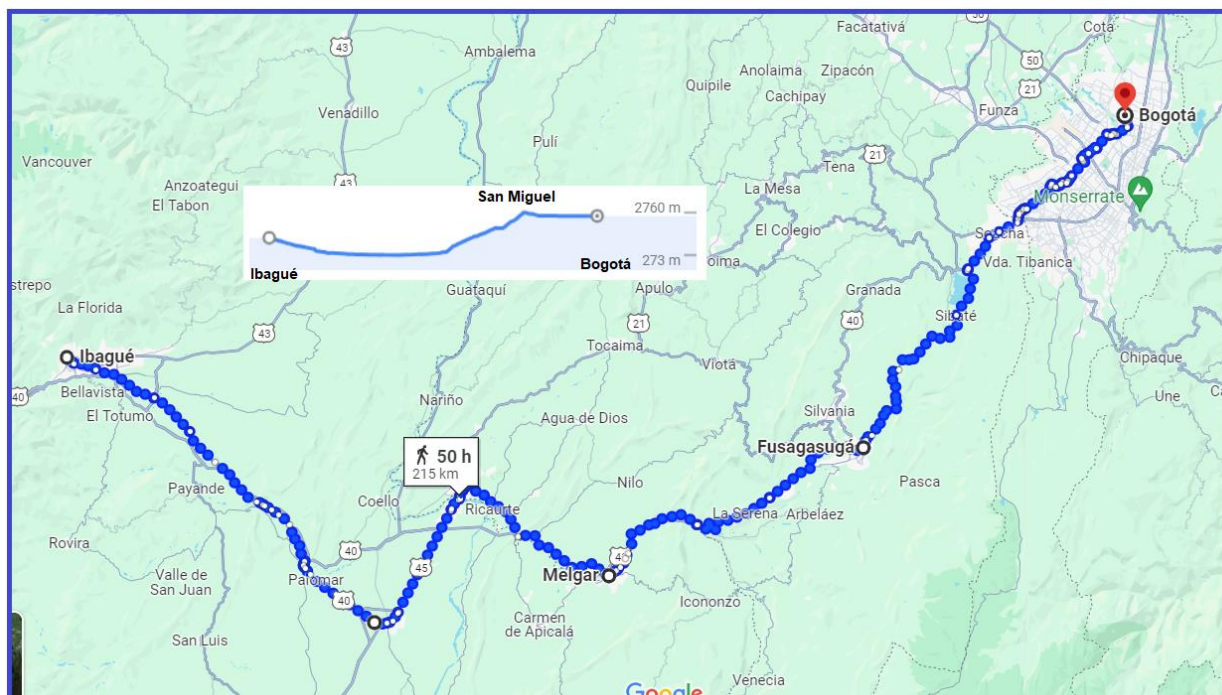 Facatativá
Cota
43
Ambalema
50
Anolaima
Zipacón
21
Quipile
Cachipay
Funza
Bogotá
Venadillo
Pulí
Vancouver
Tena
21
Anzoategui
43
La Mesa
Monserrate
El Tabon
San Miguel
2760 m
El Colegio
Soacha
Vda. Tibanica
273 m
Ibagué
Bogotá
Guataquí
Apulo
Granada
La Florida
21
40
Sibaté
43
Tocaima
Viotá
Chipaque
Ibagué
40
Bellavista
Une
El Totumo
Nariño
Agua de Dios
Silvania
50 h
215 km
Fusagasugá
Payande
Coello
Nilo
Pasca
Ricaurte
La Serena
Arbeláez
Rovira
40
45
Melgar
Valle de
San Juan
Palomar
40
Icononzo
Carmen
de Apicalá
San Luis
Venecia
Google